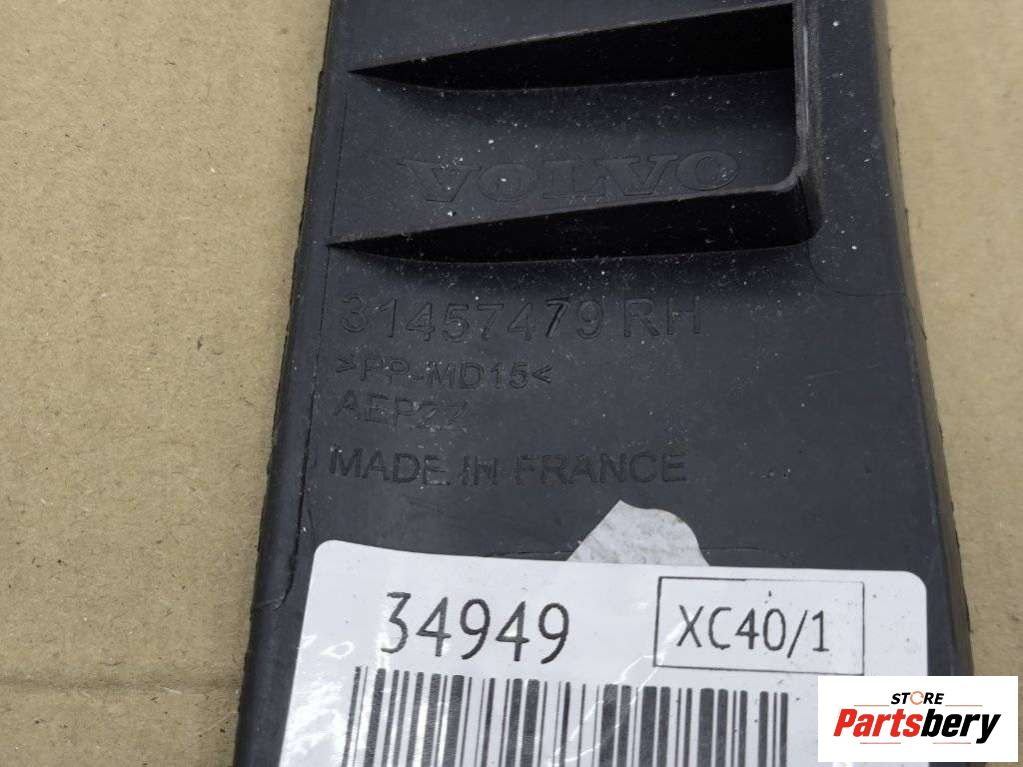 VOLVO
31457479 RH
>PP-MD15<
AEP2Z
MADE IN FRANCE
34949
XC40/1
STORE
Partsbery